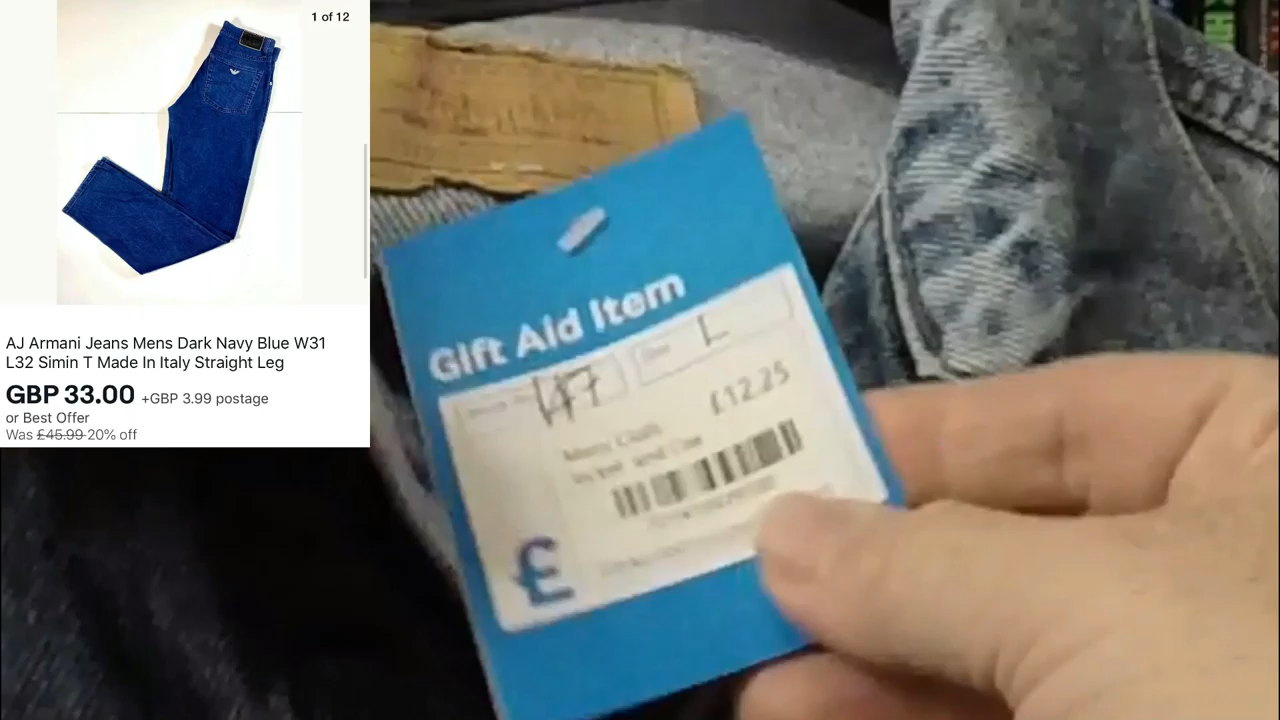 1 of 12
AJ Armani Jeans Mens Dark Navy Blue W31
L32 Simin T Made In Italy Straight Leg
GBP 33.00 +GBP 3.99 postage
or Best Offer
Was £45.99 20% off
Gift Aid Item
L
£12.25
£